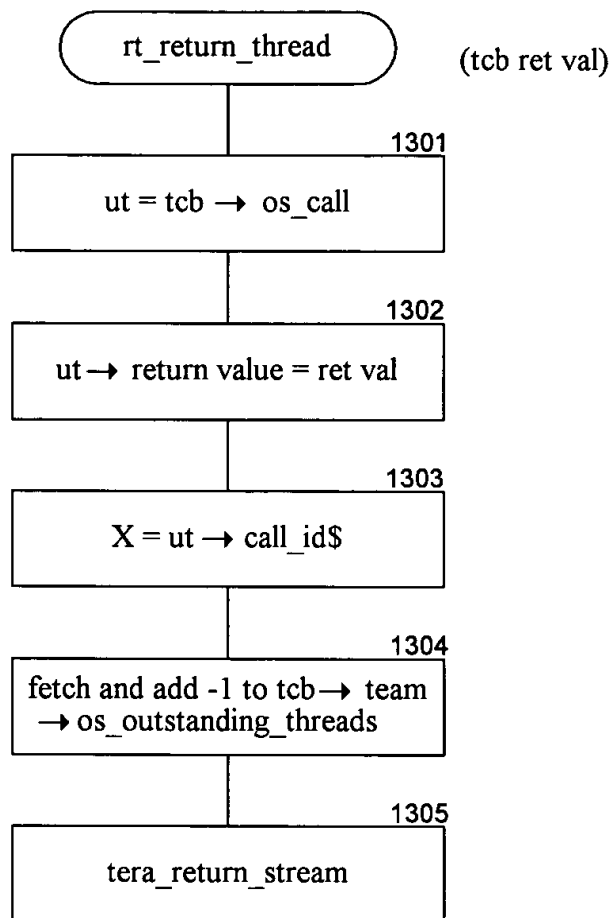 rt_return_thread
(tcb ret val)
1301
ut = tcb → os_call
1302
ut → return value = ret val
1303
X = ut → call_id$
1304
fetch and add -1 to tcb → team
→ os_outstanding_threads
1305
tera_return_stream